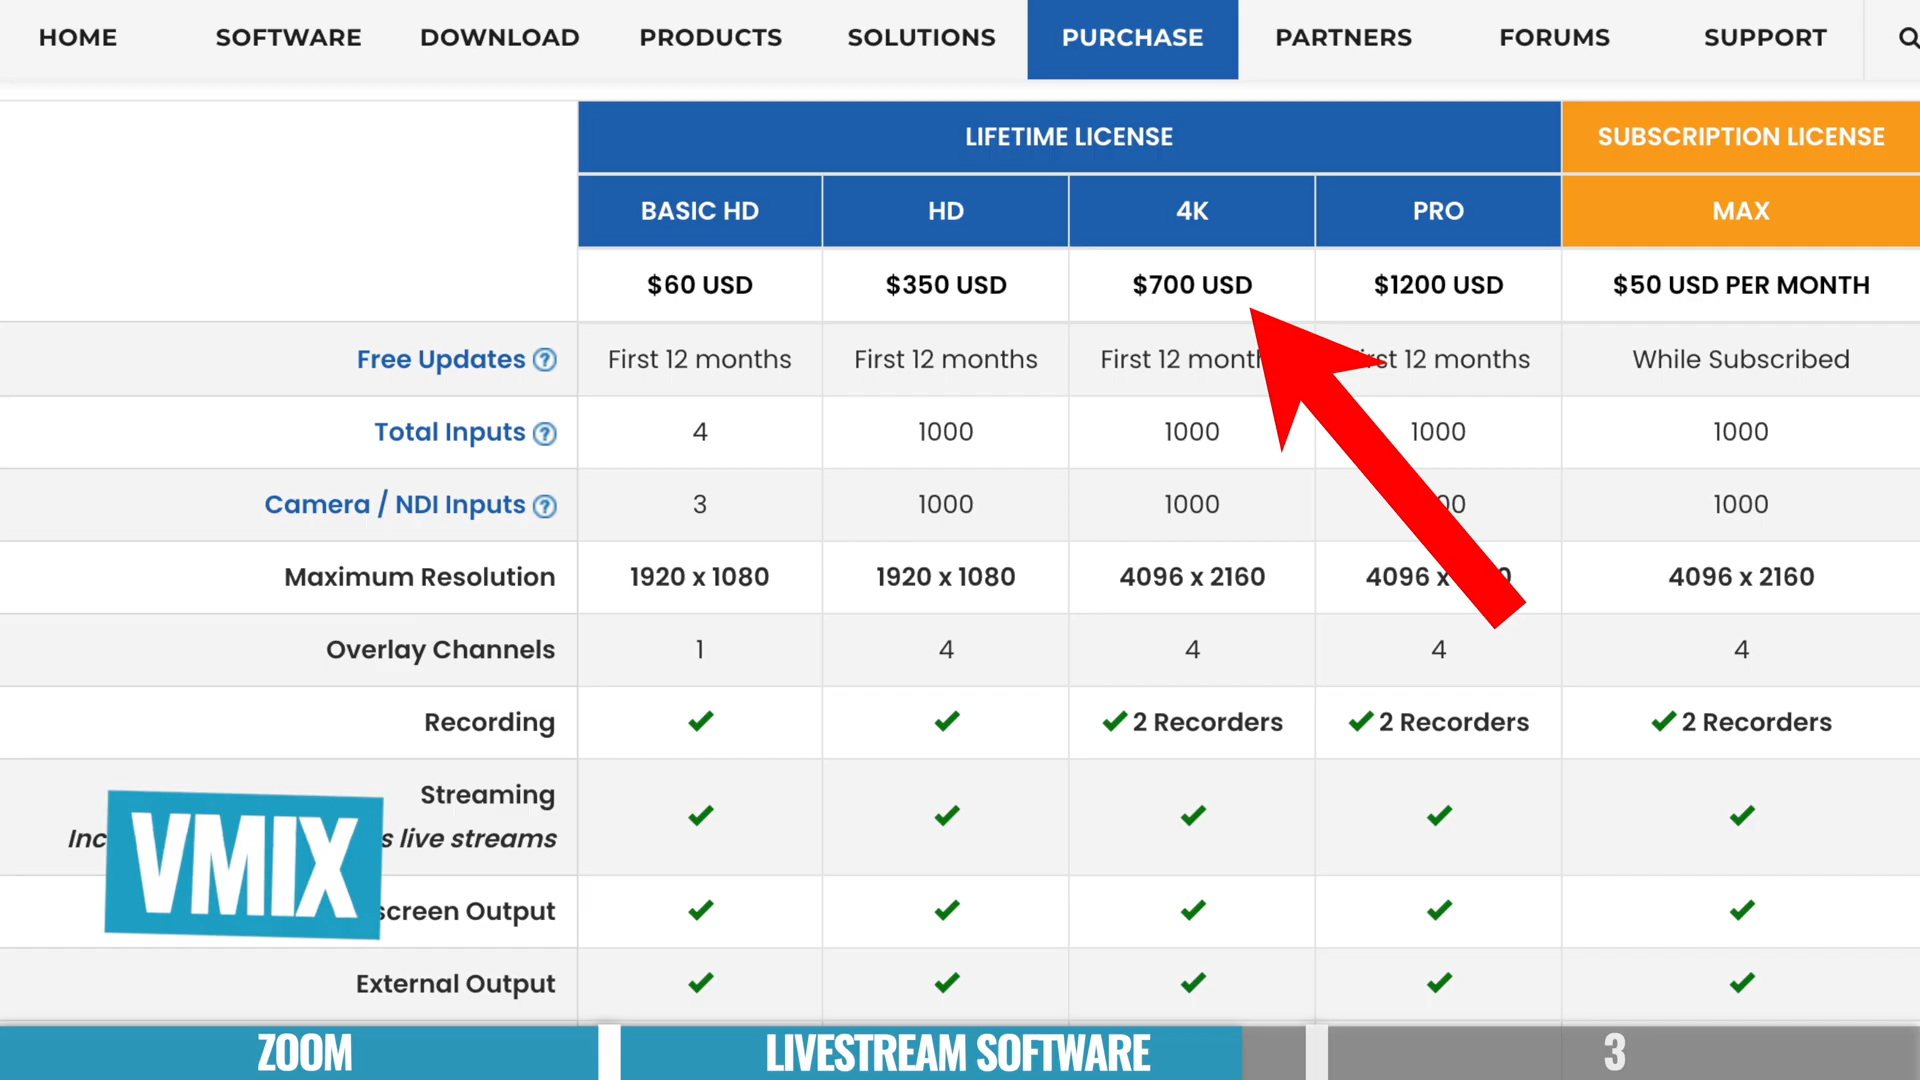 HOME SOFTWARE DOWNLOAD PRODUCTS SOLUTIONS PURCHASE PARTNERS FORUMS SUPPORT
LIFETIME LICENSE SUBSCRIPTION LICENSE
BASIC HD HD 4K PRO MAX
$60 USD $350 USD $700 USD $1200 USD $50 USD PER MONTH
Free Updates ? First 12 months First 12 months First 12 12 months While Subscribed
Total Inputs ? 4 1000 1000 1000 1000
Camera / NDI Inputs ? 3 1000 1000 1000
Maximum Resolution 1920 x 1080 1920 x 1080 4096 x 2160 4096 x 4096 x 2160
Overlay Channels 1 4 4 4 4
Recording 2 Recorders 2 Recorders 2 Recorders
Streaming
live streams
VMIX
Output
External Output
ZOOM LIVESTREAM SOFTWARE 3